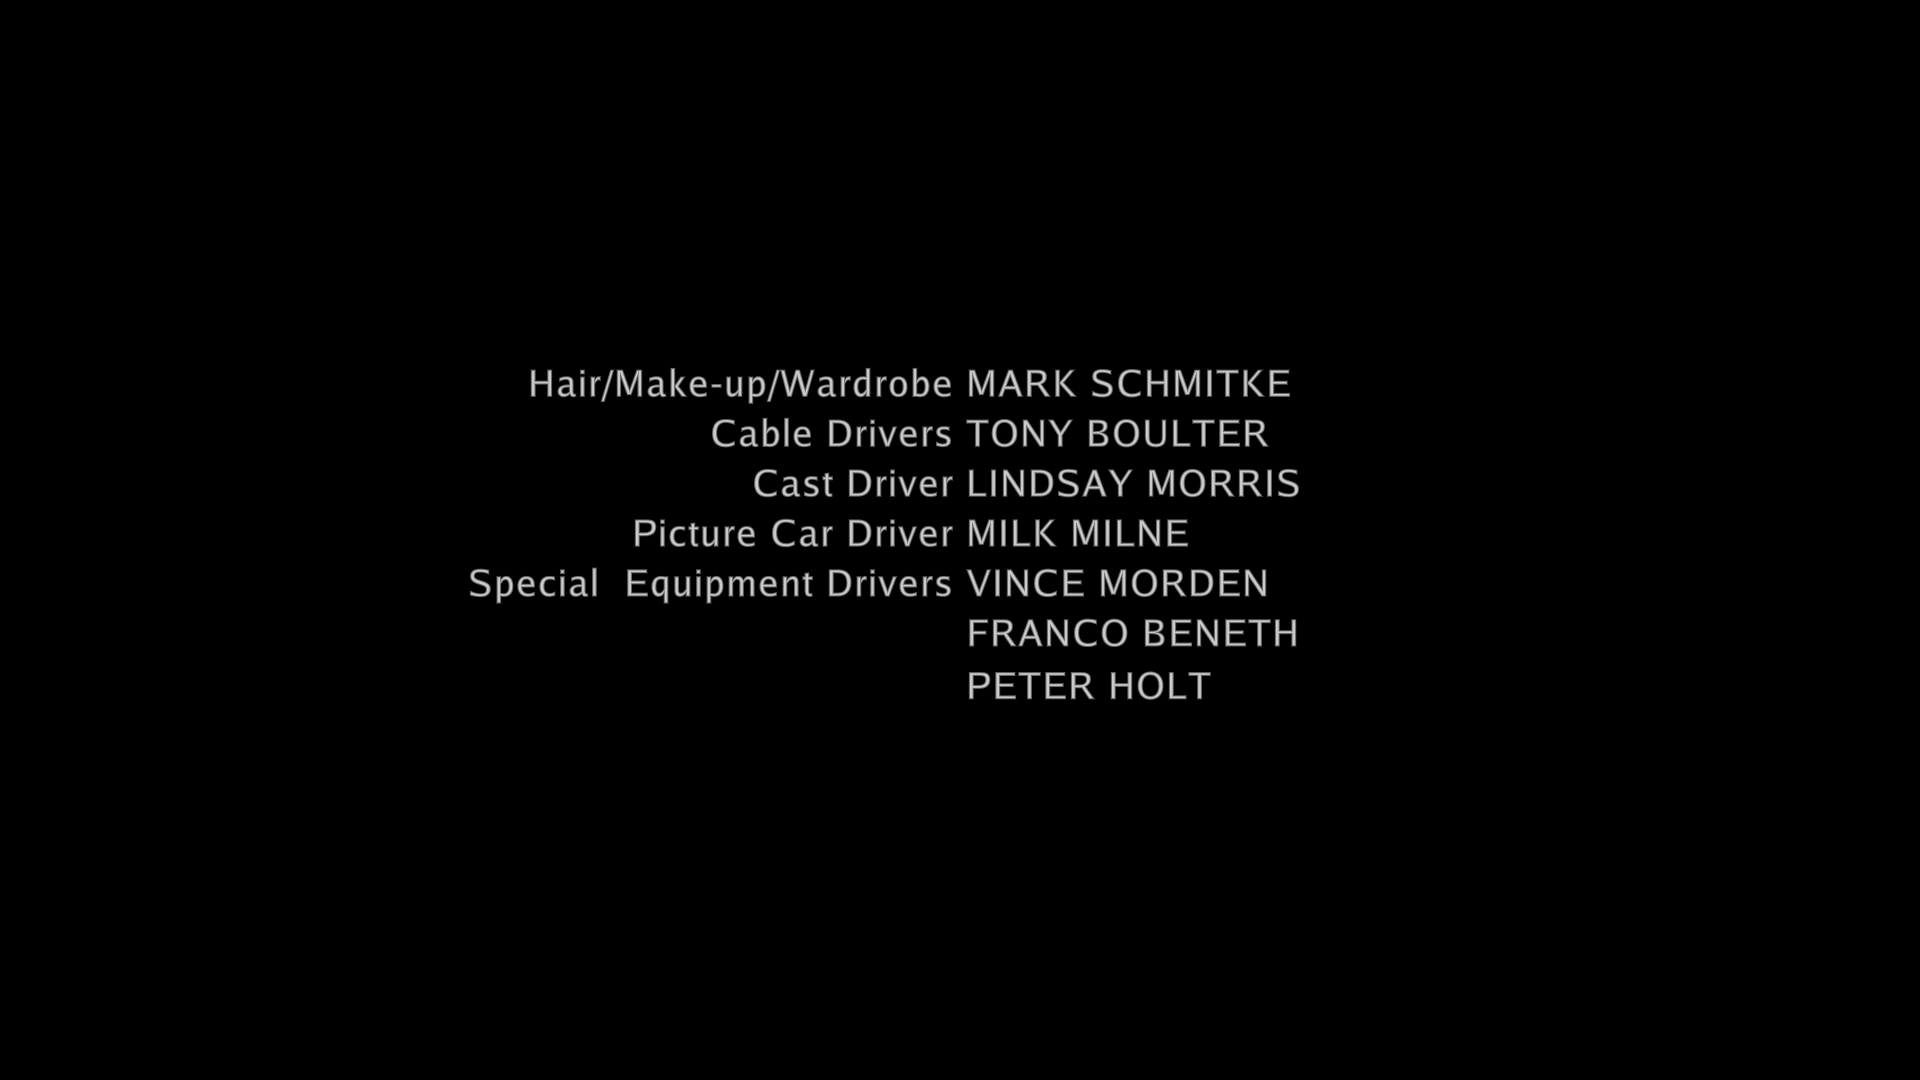 Hair/Make-up/Wardrobe MARK SCHMITKE
Cable Drivers TONY BOULTER
Cast Driver LINDSAY MORRIS
Picture Car Driver MILK MILNE
Special  Equipment Drivers VINCE MORDEN
FRANCO BENETH
PETER HOLT